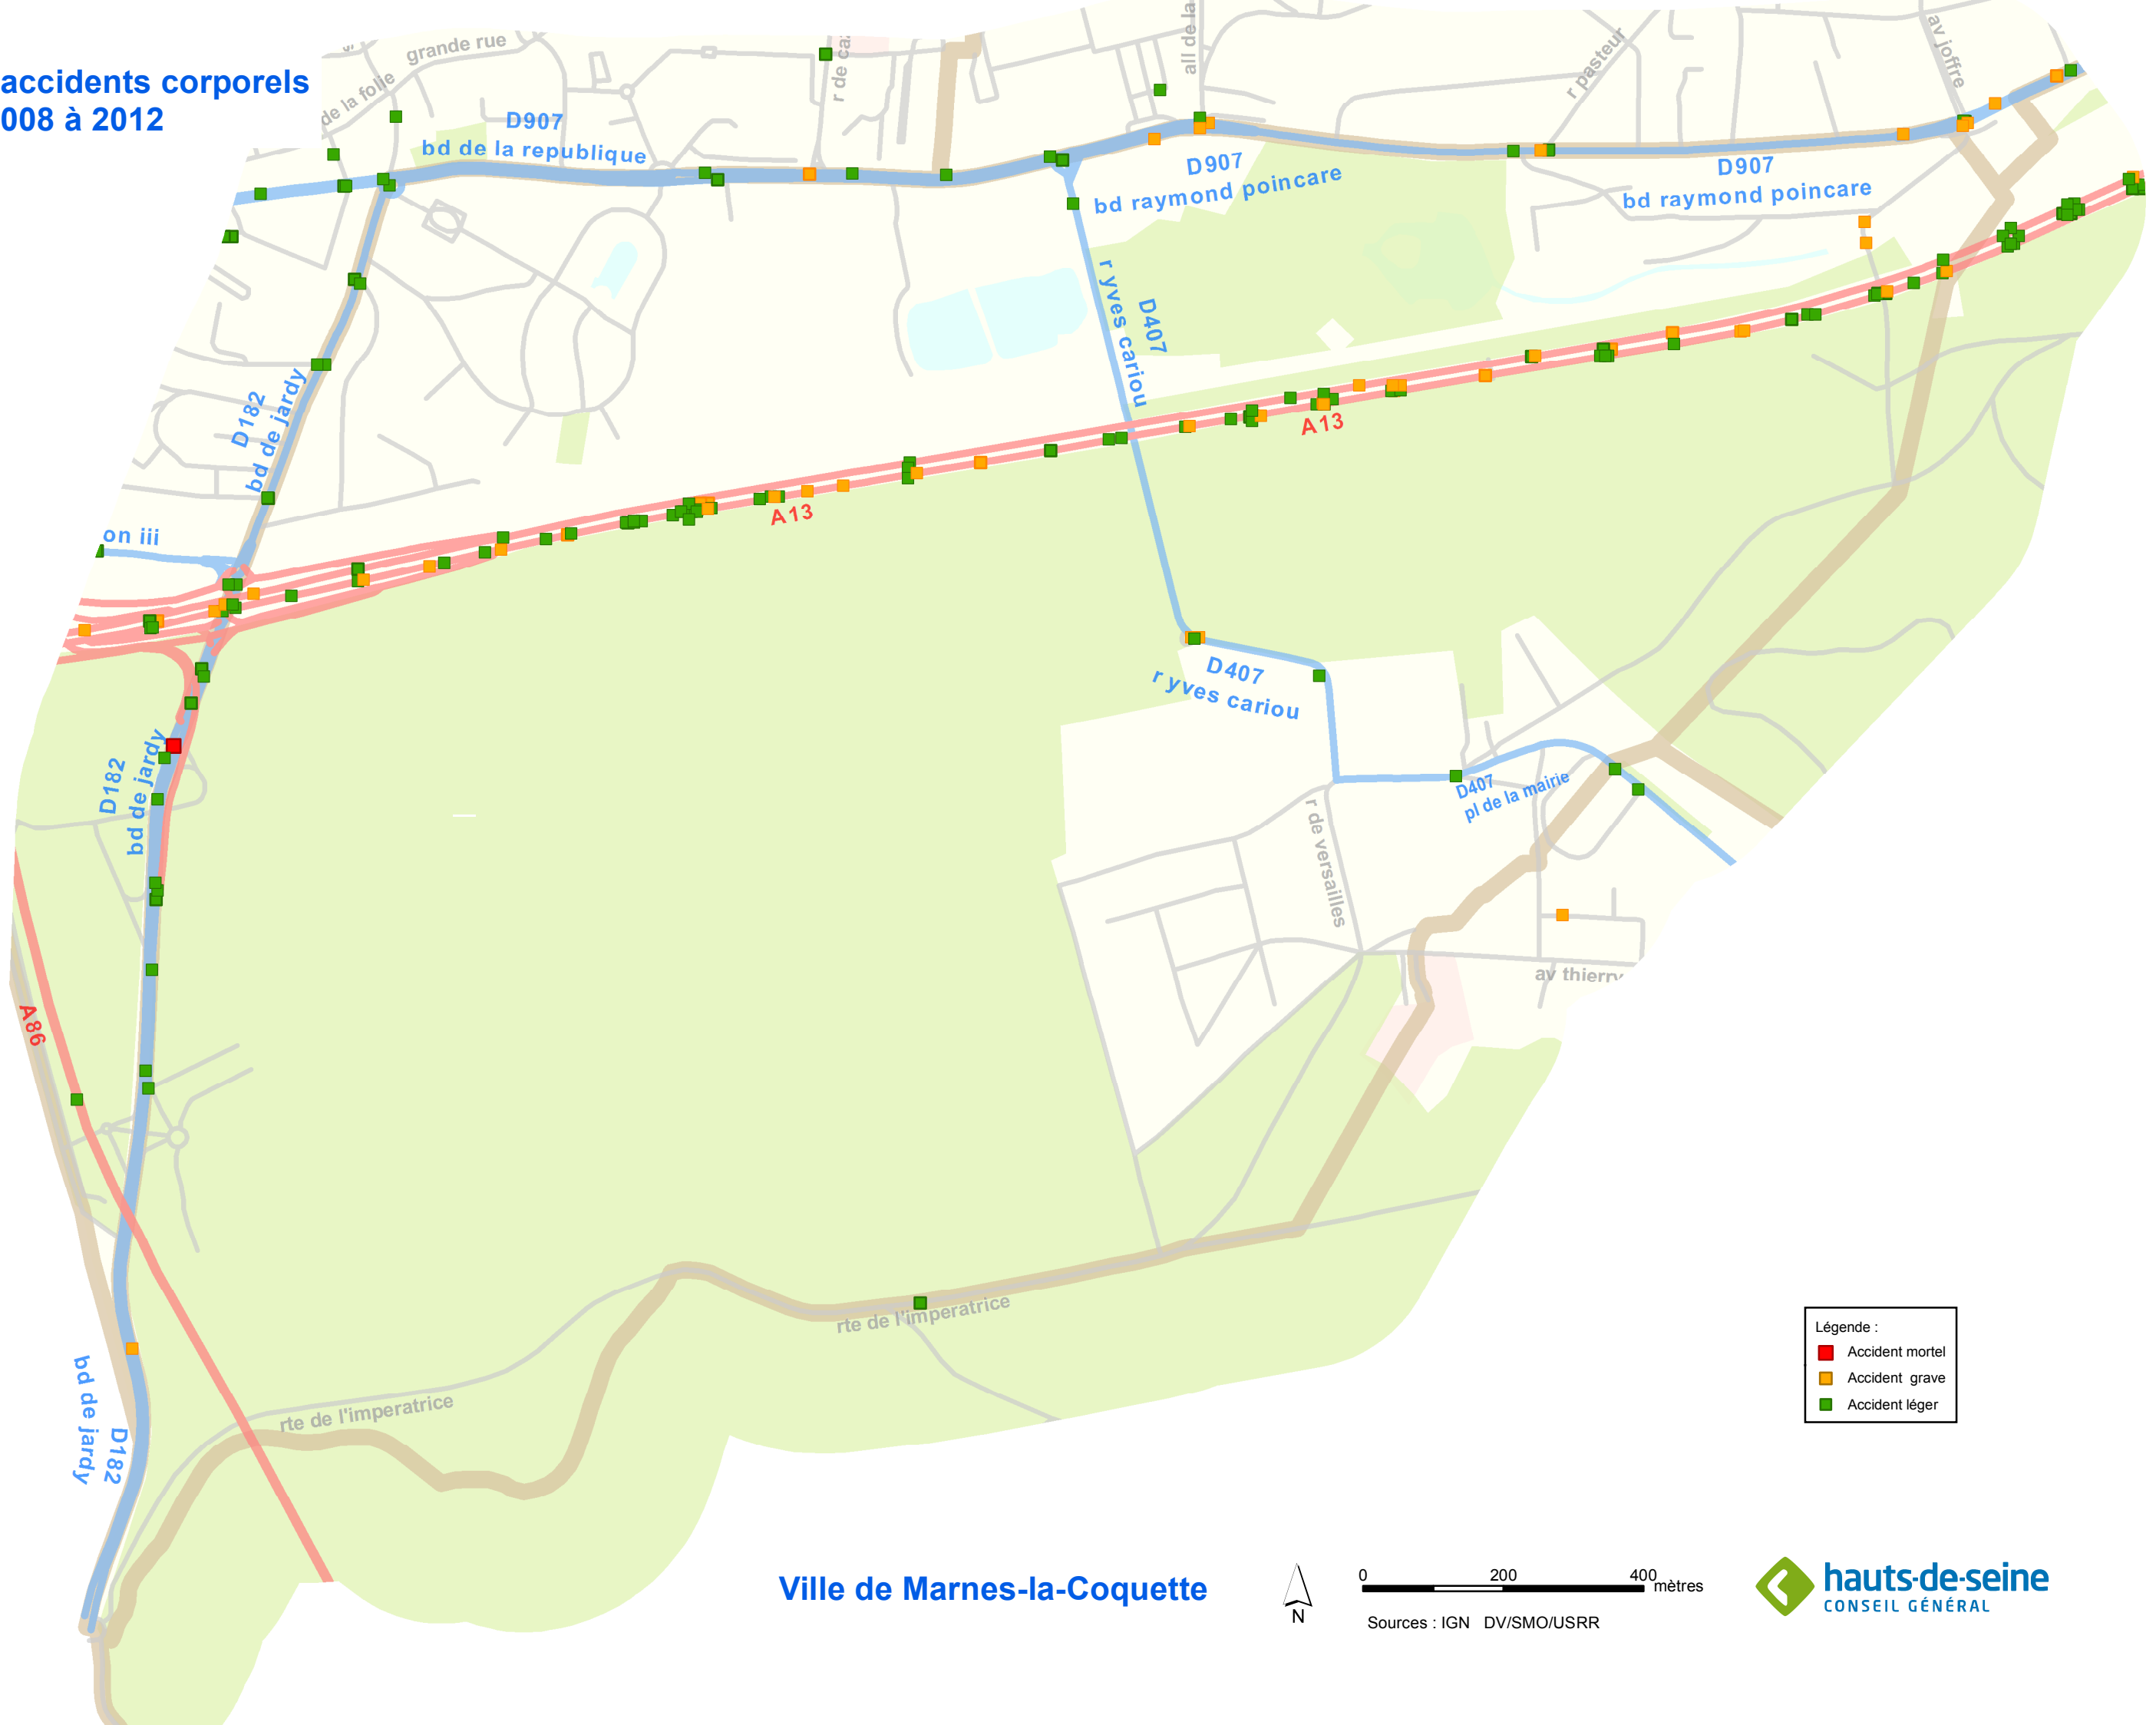 accidents corporels
008 à 2012
grande rue
de la folie
D907
bd de la republique
r de ca
all de la
r pasteur
av joffre
D907
bd raymond poincare
D907
bd raymond poincare
D407
r yves cariou
D182
bd de jardy
A13
A13
on iii
D407
r yves cariou
D182
bd de jardy
D407
pl de la mairie
r de versailles
av thierry
A86
rte de l'imperatrice
rte de l'imperatrice
D182
bd de jardy
Légende :
Accident mortel
Accident grave
Accident léger
Ville de Marnes-la-Coquette
N
0 200 400 mètres
Sources : IGN DV/SMO/USRR
hauts-de-seine
CONSEIL GÉNÉRAL